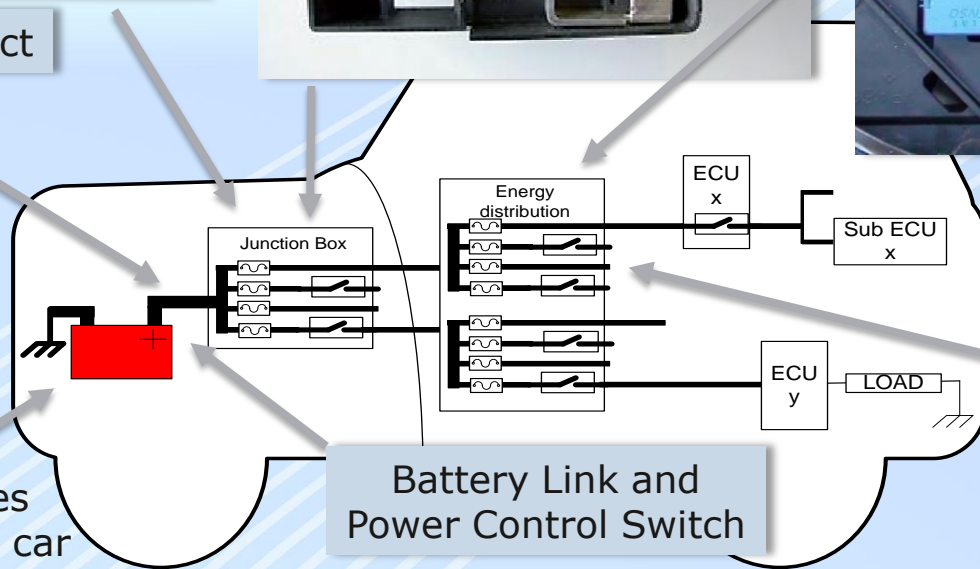 ct
ECU
x
Energy
distribution
Sub ECU
x
Junction Box
ECU
y
LOAD
Battery Link and
Power Control Switch
es
car